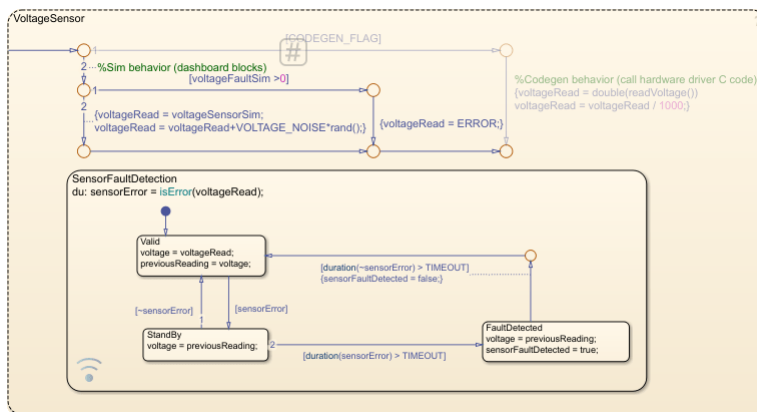 VoltageSensor
1
[CODEGEN_FLAG]
#
2
%Sim behavior (dashboard blocks)
[voltageFaultSim >0]
%Codegen behavior (call hardware driver C code)
{voltageRead = double(readVoltage())
voltageRead = voltageRead / 1000;}
1
2
{voltageRead = voltageSensorSim;
voltageRead = voltageRead+VOLTAGE_NOISE*rand();}
{voltageRead = ERROR;}
SensorFaultDetection
du: sensorError = isError(voltageRead);
Valid
voltage = voltageRead;
previousReading = voltage;
[duration(~sensorError) > TIMEOUT]
{sensorFaultDetected = false;}
[~sensorError]
1
[sensorError]
StandBy
voltage = previousReading;
2
[duration(sensorError) > TIMEOUT]
FaultDetected
voltage = previousReading;
sensorFaultDetected = true;